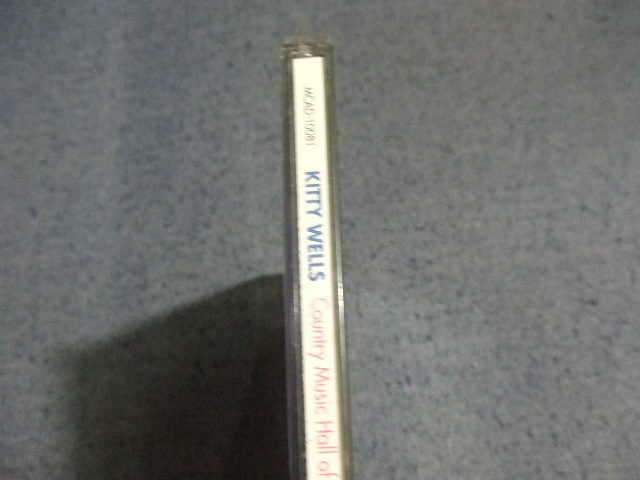 MCAD-10081 KITTY WELLS Country Music Hall of